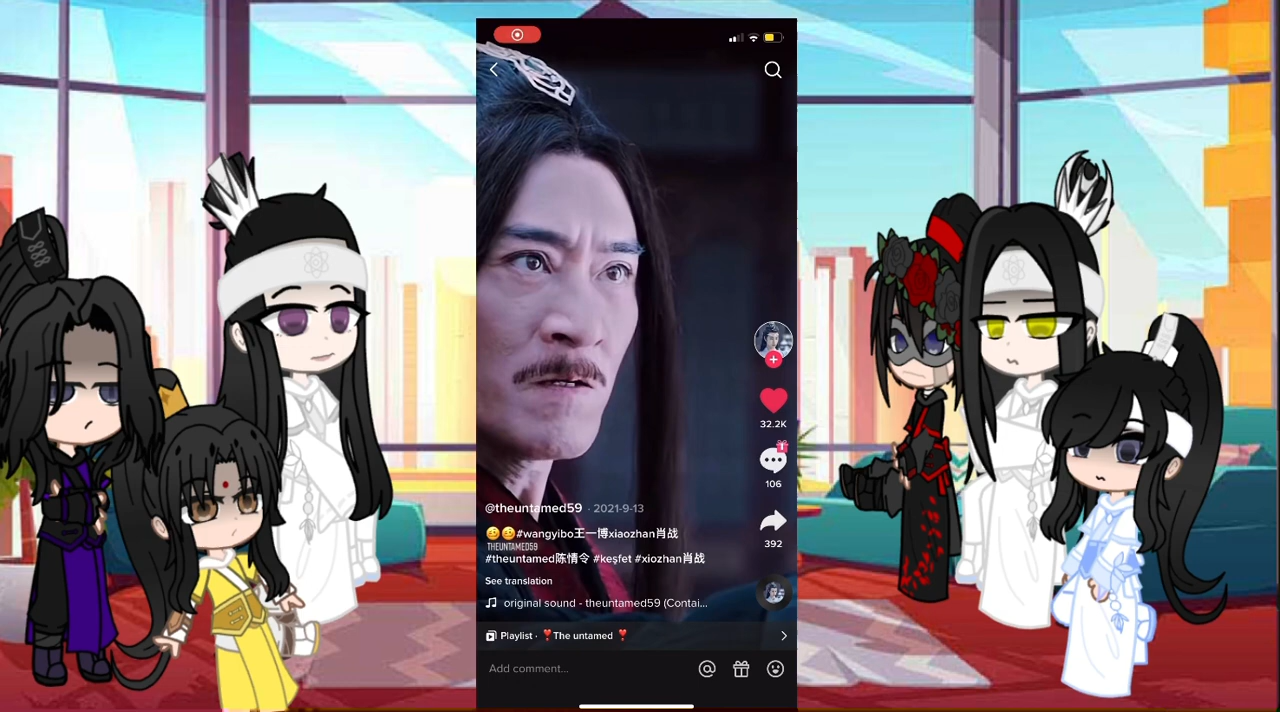 32.2K
1
106
392
@theuntamed59 · 2021-9-13
🥴🥴#wangyibo王一博xiaozhan肖战
THEUNTAMED59
#theuntamed陈情令 #keşfet #xiozhan肖战
See translation
original sound - theuntamed59 (Contai...
Playlist · ❣️The untamed ❣️
Add comment...